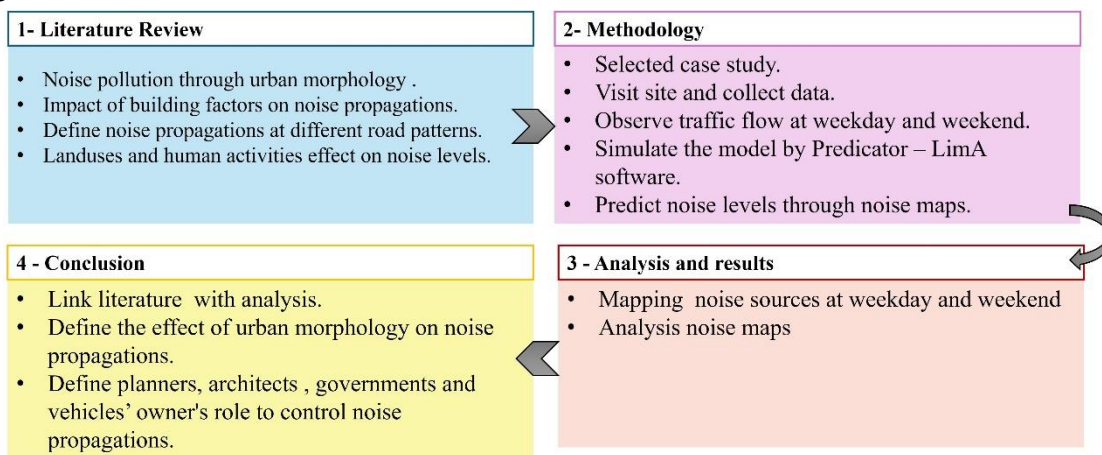 1- Literature Review
• Noise pollution through urban morphology .
• Impact of building factors on noise propagations.
• Define noise propagations at different road patterns.
• Landuses and human activities effect on noise levels.
2- Methodology
• Selected case study.
• Visit site and collect data.
• Observe traffic flow at weekday and weekend.
• Simulate the model by Predicator – LimA
software.
• Predict noise levels through noise maps.
3 - Analysis and results
• Mapping noise sources at weekday and weekend
• Analysis noise maps
4 - Conclusion
• Link literature with analysis.
• Define the effect of urban morphology on noise
propagations.
• Define planners, architects , governments and
vehicles’ owner's role to control noise
propagations.